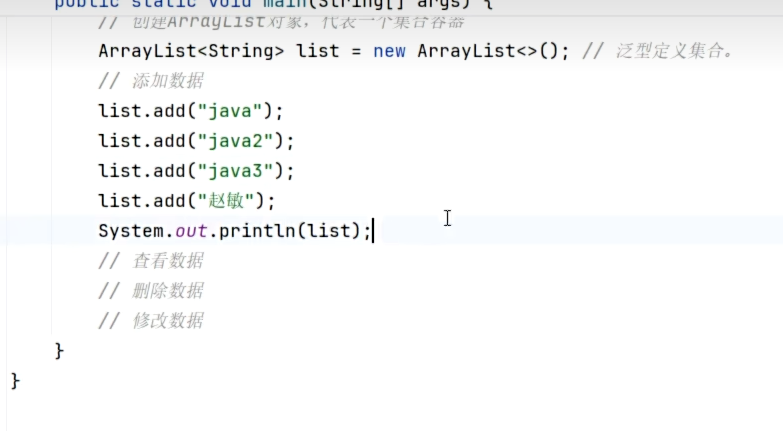 public static void main(String[] args) {
// 创建ArrayList对象，代表一个集合容器
ArrayList<String> list = new ArrayList<>(); // 泛型定义集合。
// 添加数据
list.add("java");
list.add("java2");
list.add("java3");
list.add("赵敏");
System.out.println(list);
// 查看数据
// 删除数据
// 修改数据
}
}